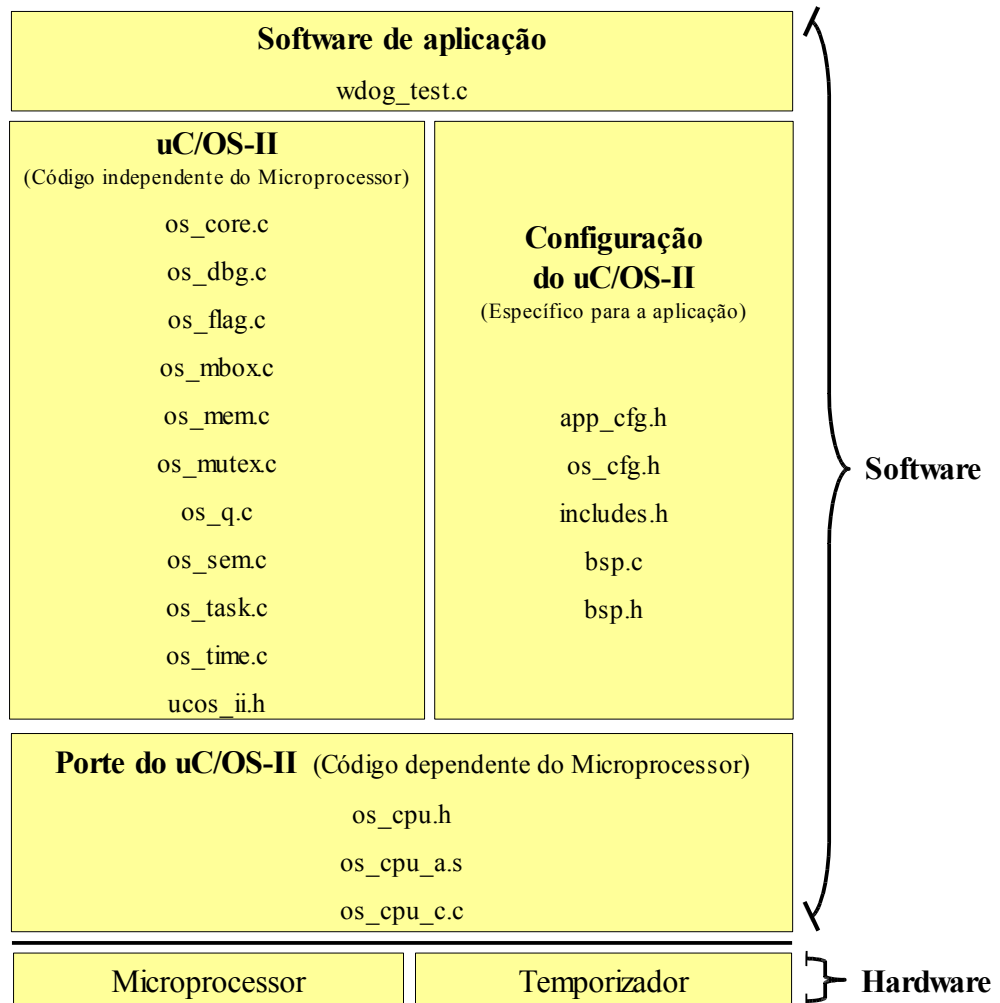 Software de aplicação
wdog_test.c
uC/OS-II
(Código independente do Microprocessor)
os_core.c
os_dbg.c
os_flag.c
os_mbox.c
os_mem.c
os_mutex.c
os_q.c
os_sem.c
os_task.c
os_time.c
ucos_ii.h
Configuração
do uC/OS-II
(Específico para a aplicação)
app_cfg.h
os_cfg.h
includes.h
bsp.c
bsp.h
Software
Porte do uC/OS-II (Código dependente do Microprocessor)
os_cpu.h
os_cpu_a.s
os_cpu_c.c
Microprocessor
Temporizador
Hardware